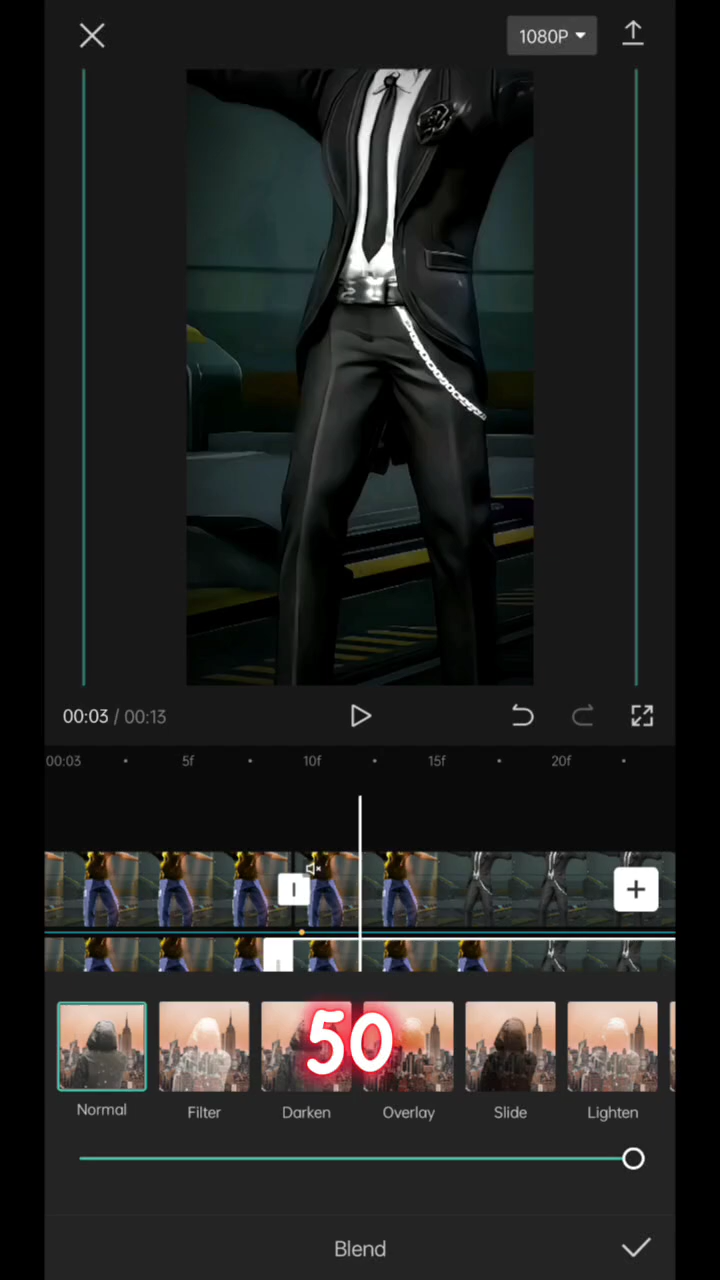 1080P
00:03 / 00:13
00:03 5f 10f 15f 20f
50
Normal Filter Darken Overlay Slide Lighten
Blend